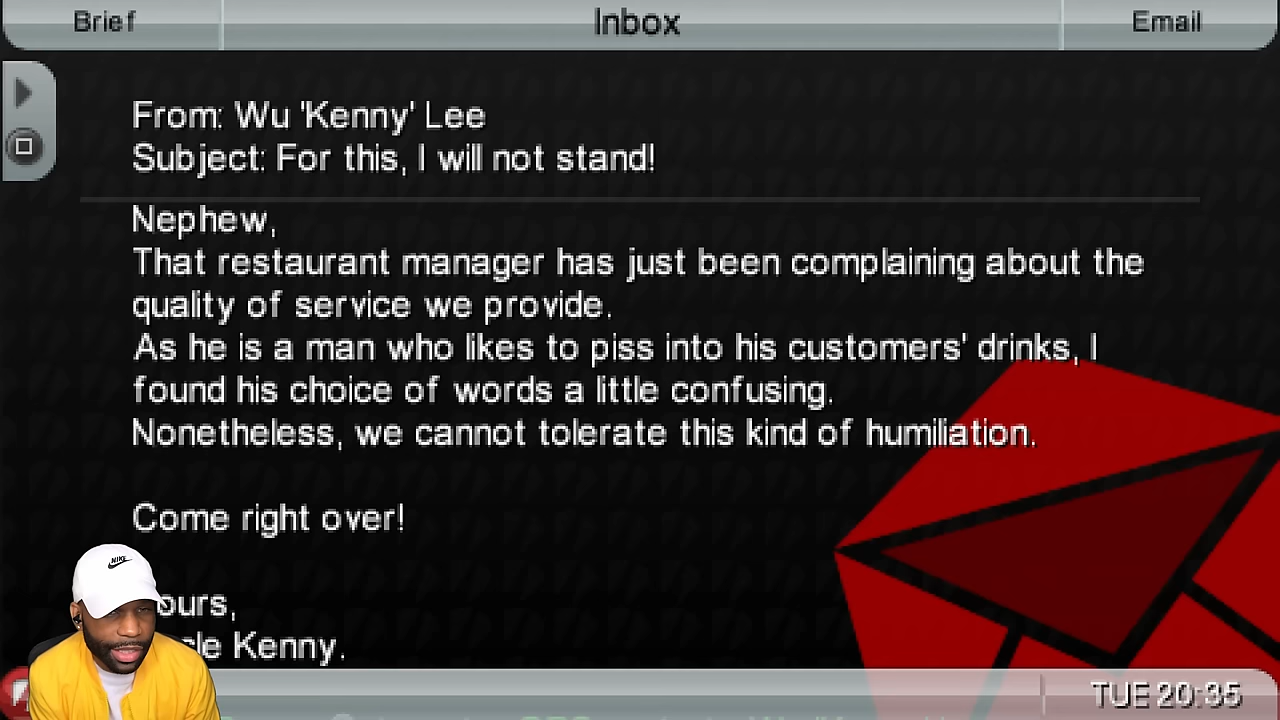 Brief
Inbox
Email
From: Wu 'Kenny' Lee
Subject: For this, I will not stand!
Nephew,
That restaurant manager has just been complaining about the
quality of service we provide.
As he is a man who likes to piss into his customers' drinks, I
found his choice of words a little confusing.
Nonetheless, we cannot tolerate this kind of humiliation.
Come right over!
ours,
cle Kenny.
NIKE
TUE 20:35